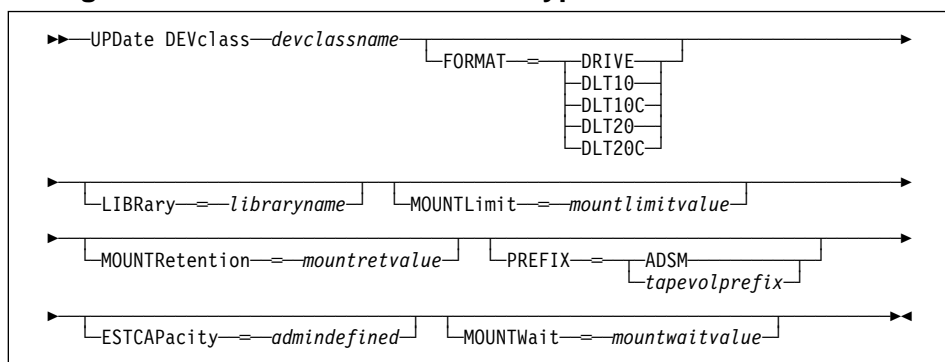 UPDate DEVclass devclassname
FORMAT = DRIVE
DLT10
DLT10C
DLT20
DLT20C
LIBRary = libraryname MOUNTLimit = mountlimitvalue
MOUNTRetention = mountretvalue PREFIX = ADSM
tapevolprefix
ESTCAPacity = admindefined MOUNTWait = mountwaitvalue